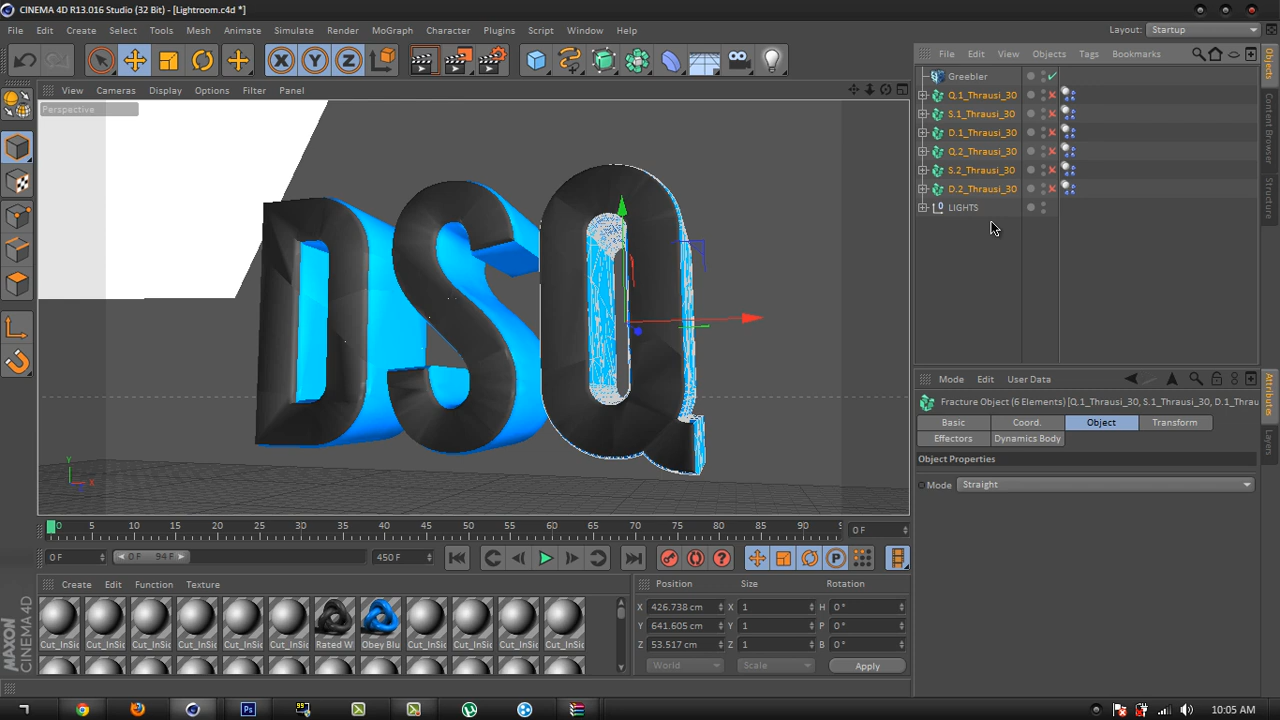 CINEMA 4D R13.016 Studio (32 Bit) - [Lightroom.c4d *]
File Edit Select Tools Mesh Animate Simulate Render MoGraph Character Plugins Script Window Help
Layout: Startup
View Cameras Display Options Filter Panel
Perspective
DSQ
Y
X
0 5 10 15 20 25 30 35 40 45 50 55 60 65 70 75 80 85 90
0 F
0 F
0 F 94 F
450 F
Create Edit Function Texture
Cut_InSic Cut_InSic Cut_InSic Cut_InSic Cut_InSic Cut_InSic Rated W Obey Blu Cut_InSic Cut_InSic Cut_InSic Cut_InSic
MAXON
CINEMA4D
Position Size Rotation
X 426.738 cm X 1 H 0 °
Y 641.605 cm Y 1 P 0 °
Z 53.517 cm Z 1 B 0 °
World Scale Apply
File Edit View Objects Tags Bookmarks
Greebler
Q.1_Thrausi_30
S.1_Thrausi_30
D.1_Thrausi_30
Q.2_Thrausi_30
S.2_Thrausi_30
D.2_Thrausi_30
LIGHTS
Objects
Content Browser
Structure
Mode Edit User Data
Fracture Object (6 Elements) [Q.1_Thrausi_30, S.1_Thrausi_30, D.1_Thrau
Basic Coord. Object Transform
Effectors Dynamics Body
Object Properties
Mode Straight
Attributes
Layers
10:05 AM